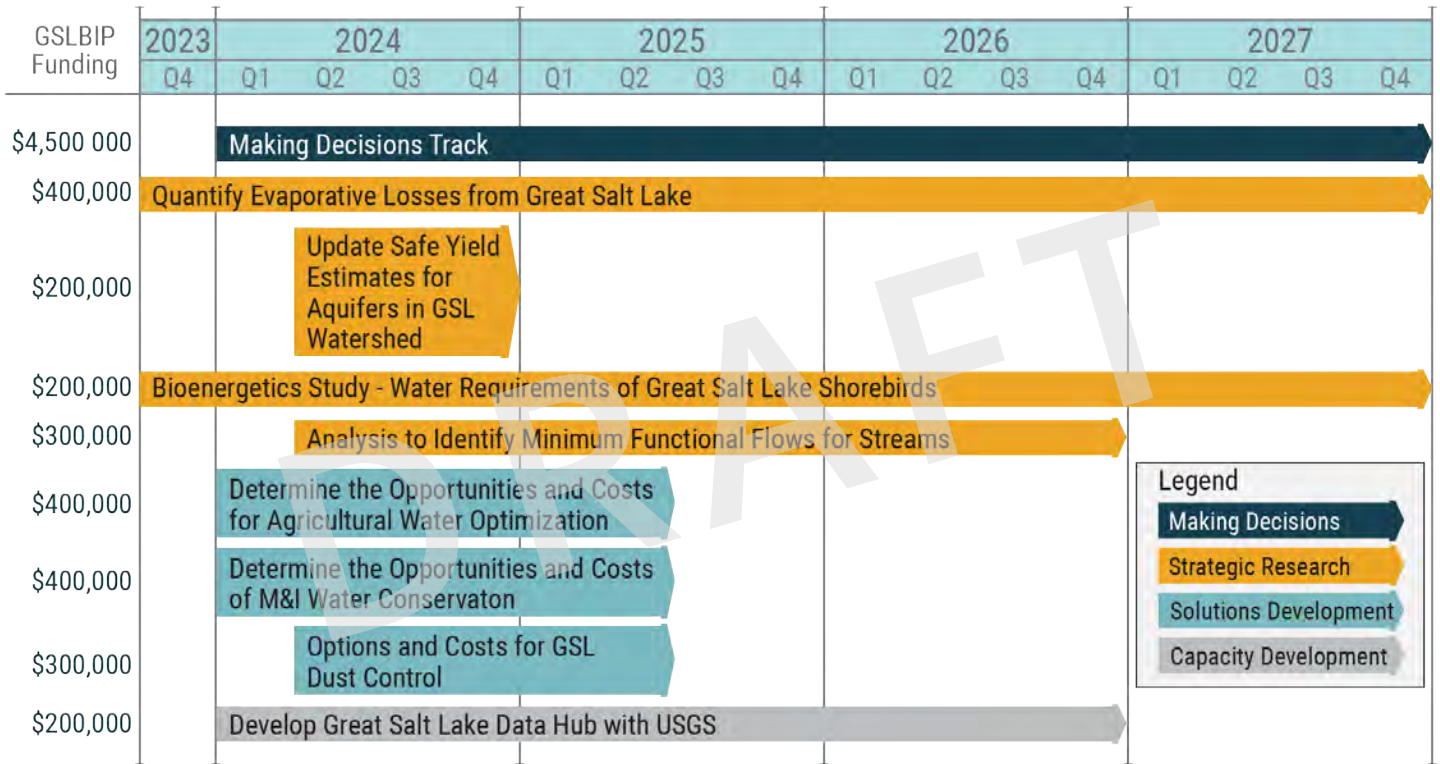 GSLBIP
Funding
2023 2024 2025 2026 2027
Q4 Q1 Q2 Q3 Q4 Q1 Q2 Q3 Q4 Q1 Q2 Q3 Q4 Q1 Q2 Q3 Q4
$4,500 000 Making Decisions Track
$400,000 Quantify Evaporative Losses from Great Salt Lake
$200,000
Update Safe Yield
Estimates for
Aquifers in GSL
Watershed
$200,000 Bioenergetics Study - Water Requirements of Great Salt Lake Shorebirds
$300,000 Analysis to Identify Minimum Functional Flows for Streams
$400,000
Determine the Opportunities and Costs
for Agricultural Water Optimization
$400,000
Determine the Opportunities and Costs
of M&I Water Conservaton
$300,000
Options and Costs for GSL
Dust Control
$200,000 Develop Great Salt Lake Data Hub with USGS
Legend
Making Decisions
Strategic Research
Solutions Development
Capacity Development
DRAFT